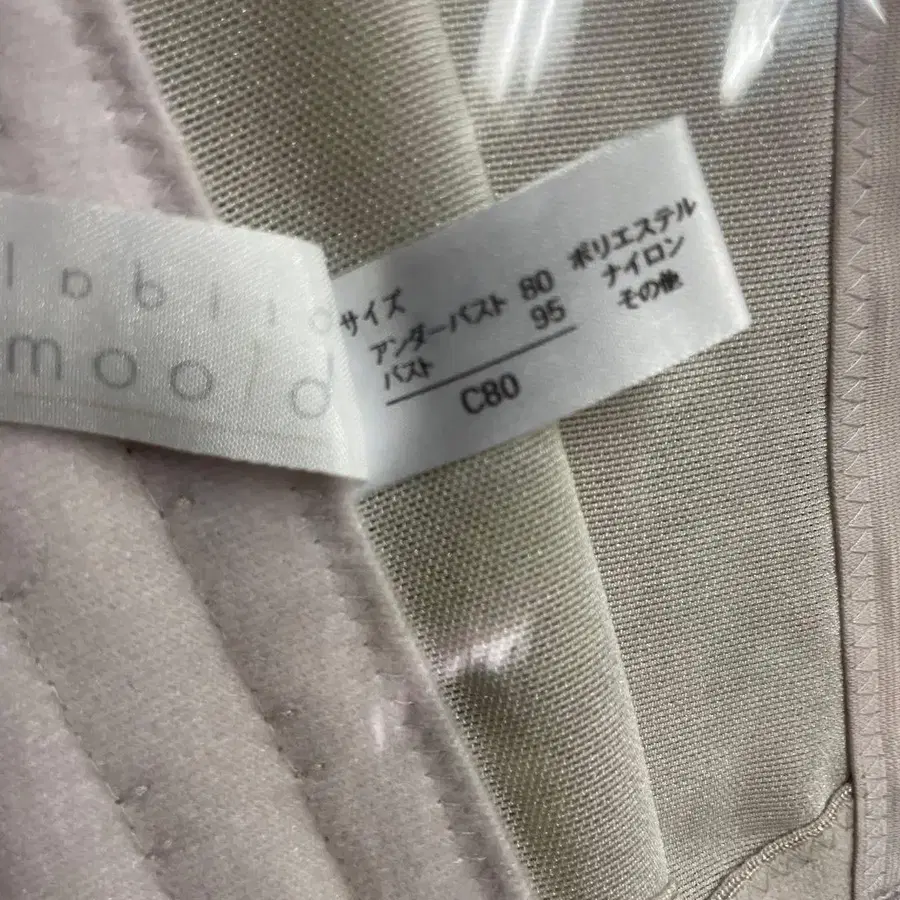 bloom
サイズ
アンダーバスト 80
バスト 95
C80
ポリエステル
ナイロン
その他